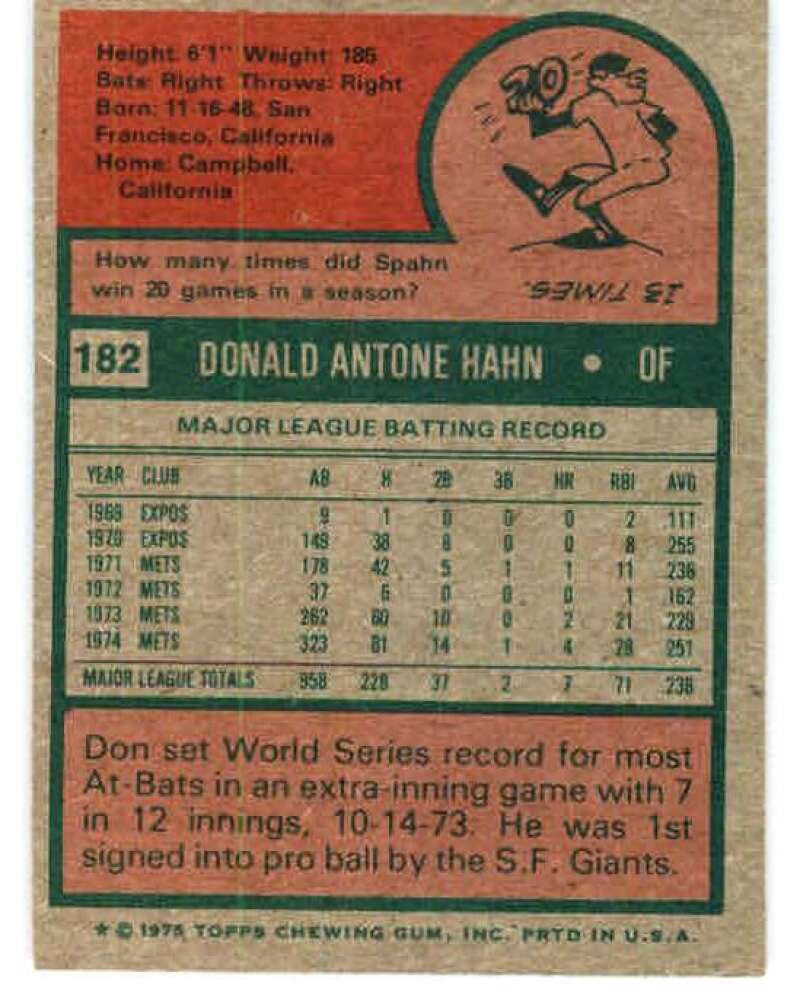 Height: 6'1" Weight: 185
Bats: Right Throws: Right
Born: 11-16-48, San
Francisco, California
Home: Campbell,
California
20
How many times did Spahn
win 20 games in a season?
13 TIMES.
182 DONALD ANTONE HAHN • OF
MAJOR LEAGUE BATTING RECORD
YEAR CLUB AB H 2B 3B HR RBI AVG
1969 EXPOS 9 1 0 0 0 2 .111
1970 EXPOS 149 38 8 0 0 8 .255
1971 METS 178 42 5 1 1 11 .236
1972 METS 37 6 0 0 0 1 .162
1973 METS 262 60 10 0 2 21 .229
1974 METS 323 81 14 1 4 28 .251
MAJOR LEAGUE TOTALS 958 228 37 2 7 71 .238
Don set World Series record for most
At-Bats in an extra-inning game with 7
in 12 innings, 10-14-73. He was 1st
signed into pro ball by the S.F. Giants.
* © 1975 TOPPS CHEWING GUM, INC. PRTD IN U.S.A.